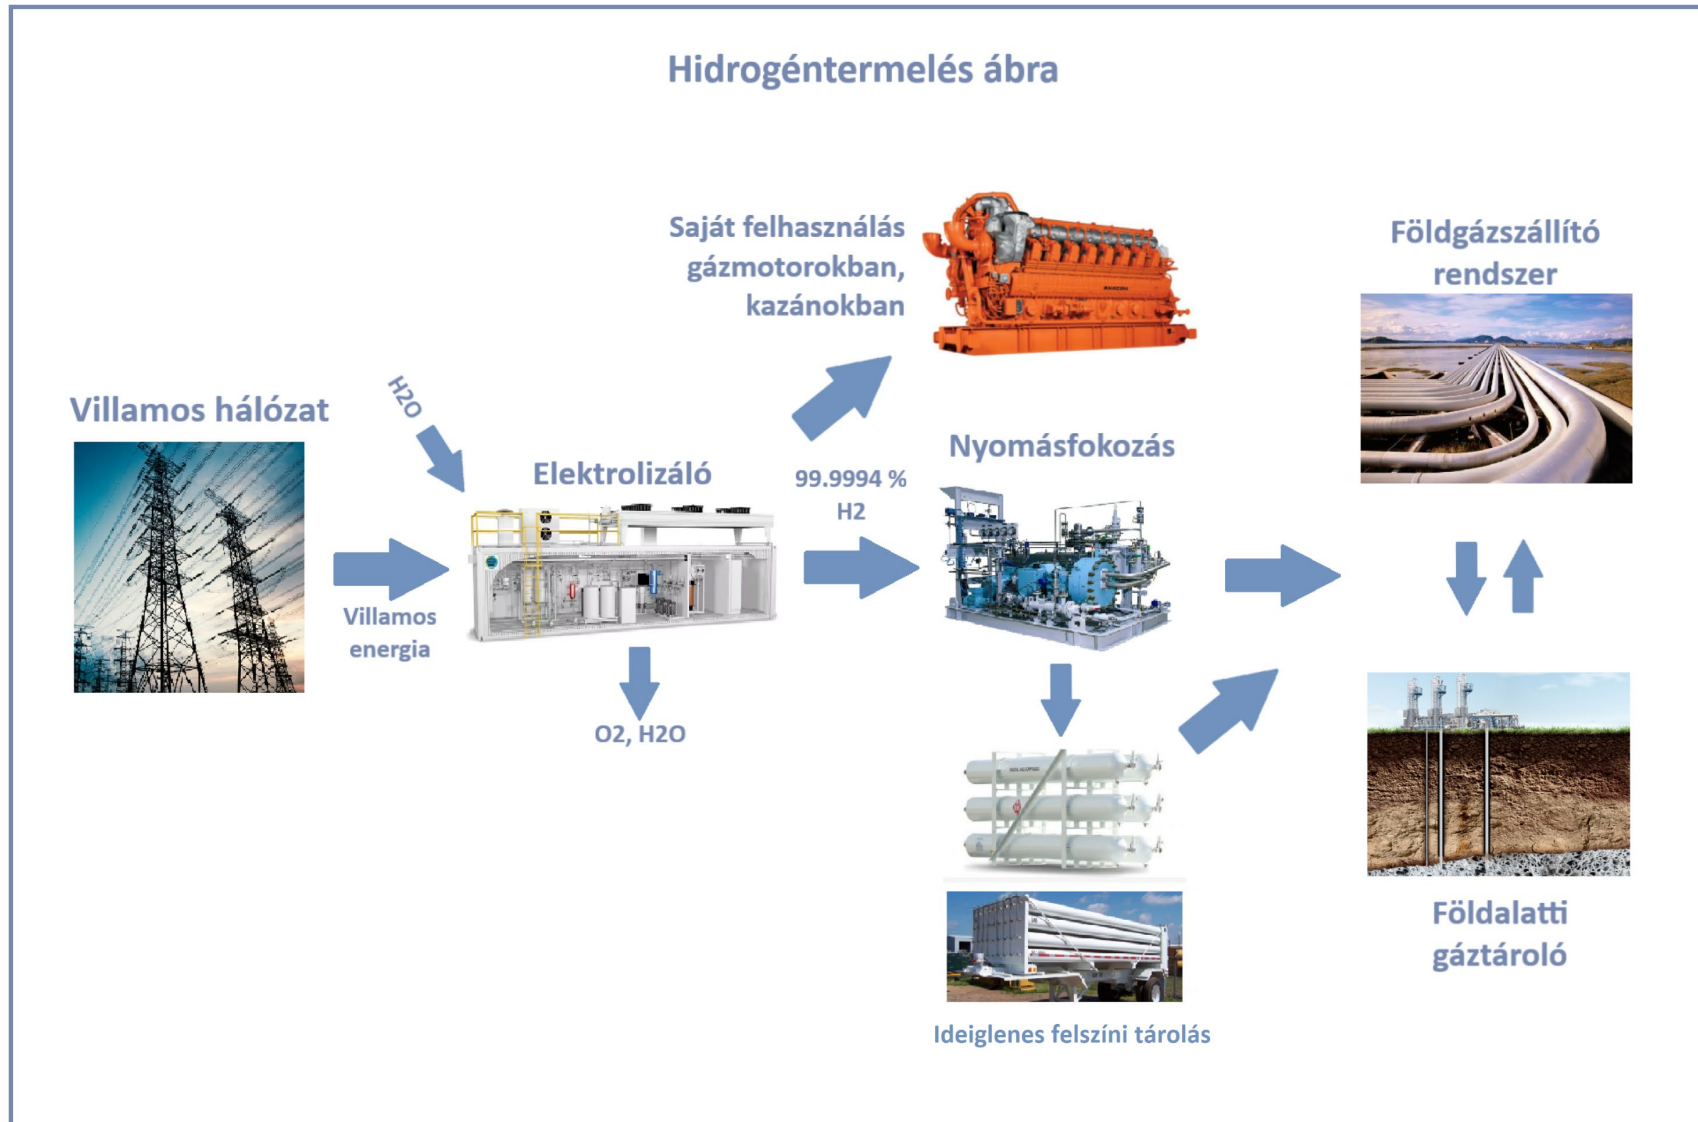 Hidrogéntermelés ábra
Saját felhasználás
gázmotorokban,
kazánokban
Földgázszállító
rendszer
Villamos hálózat
H2O
Elektrolizáló
99.9994 %
H2
Nyomásfokozás
Villamos
energia
O2, H2O
Földalatti
gáztároló
Ideiglenes felszíni tárolás